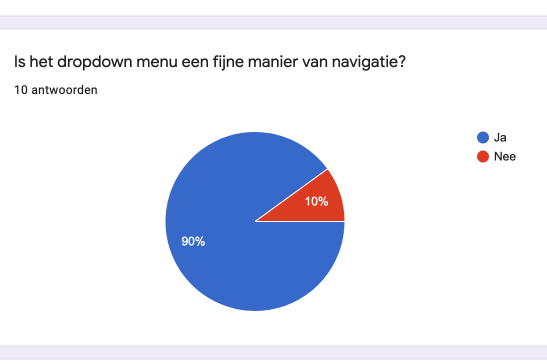 Is het dropdown menu een fijne manier van navigatie?
10 antwoorden
Ja
Nee
10%
90%